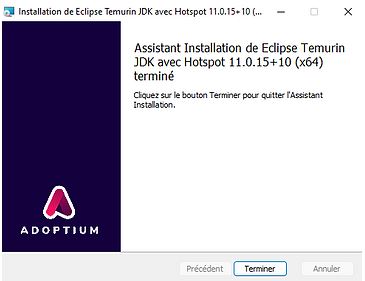 Installation de Eclipse Temurin JDK avec Hotspot 11.0.15+10 (...
Assistant Installation de Eclipse Temurin
JDK avec Hotspot 11.0.15+10 (x64)
terminé
Cliquez sur le bouton Terminer pour quitter l'Assistant
Installation.
ADOPTIUM
Précédent
Terminer
Annuler